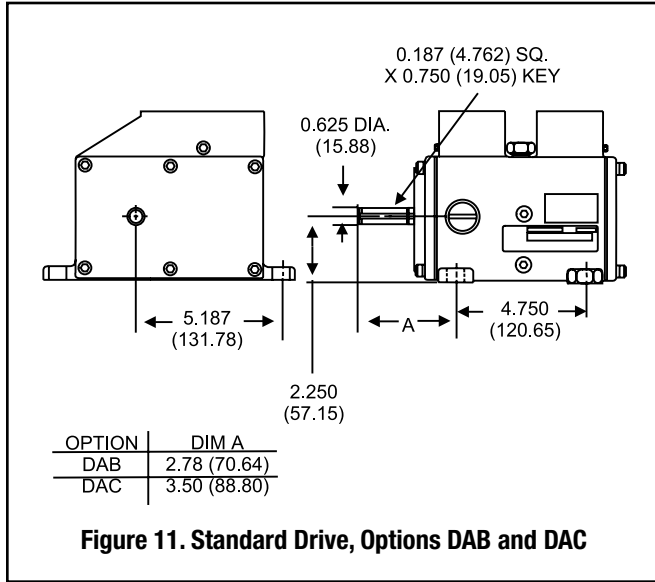 0.187 (4.762) SQ.
X 0.750 (19.05) KEY
0.625 DIA.
(15.88)
5.187
(131.78)
A
4.750
(120.65)
2.250
(57.15)
OPTION DIM A
DAB 2.78 (70.64)
DAC 3.50 (88.80)
Figure 11. Standard Drive, Options DAB and DAC